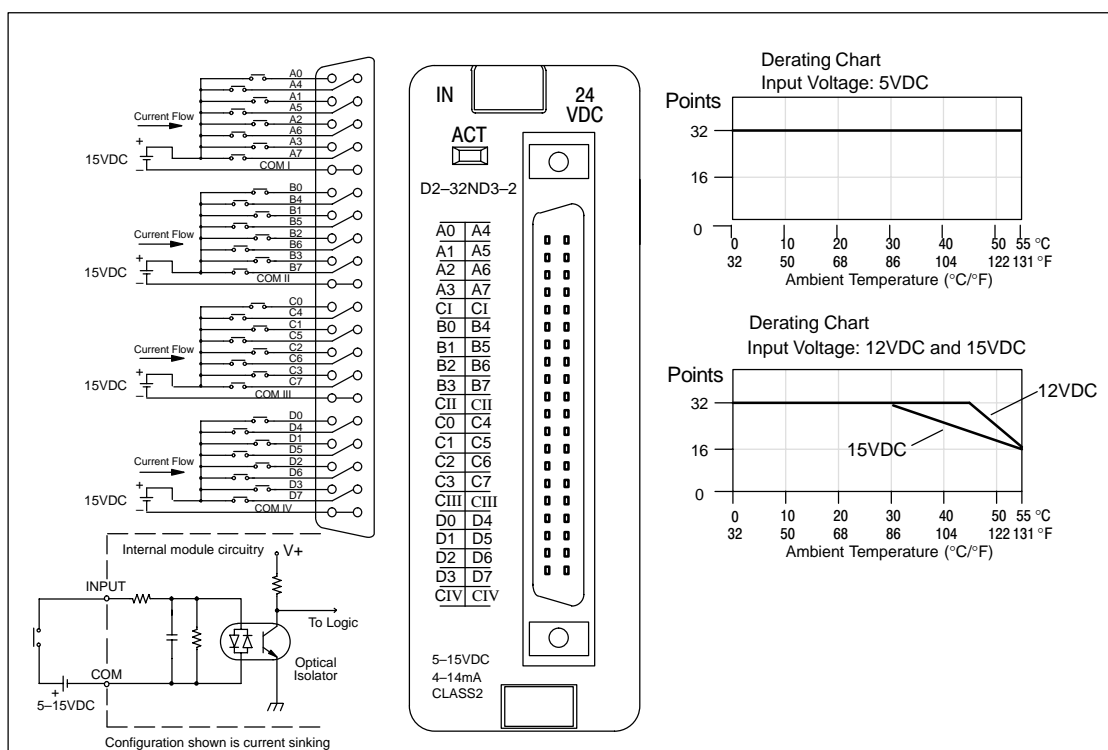 A0
A4
A1
A5
A2
A6
A3
A7
COM I
Current Flow
+
15VDC
–
B0
B4
B1
B5
B2
B6
B3
B7
COM II
Current Flow
+
15VDC
–
C0
C4
C1
C5
C2
C6
C3
C7
COM III
Current Flow
+
15VDC
–
D0
D4
D1
D5
D2
D6
D3
D7
COM IV
Current Flow
+
15VDC
–
Internal module circuitry
V+
INPUT
To Logic
Optical
Isolator
COM
+
5–15VDC
Configuration shown is current sinking
IN 24
VDC
ACT
D2–32ND3–2
A0 A4
A1 A5
A2 A6
A3 A7
CI CI
B0 B4
B1 B5
B2 B6
B3 B7
CII CII
C0 C4
C1 C5
C2 C6
C3 C7
CIII CIII
D0 D4
D1 D5
D2 D6
D3 D7
CIV CIV
5–15VDC
4–14mA
CLASS2
Derating Chart
Input Voltage: 5VDC
Points
32
16
0
0 10 20 30 40 50 55 °C
32 50 68 86 104 122 131 °F
Ambient Temperature (°C/°F)
Derating Chart
Input Voltage: 12VDC and 15VDC
Points
32
12VDC
15VDC
16
0
0 10 20 30 40 50 55 °C
32 50 68 86 104 122 131 °F
Ambient Temperature (°C/°F)